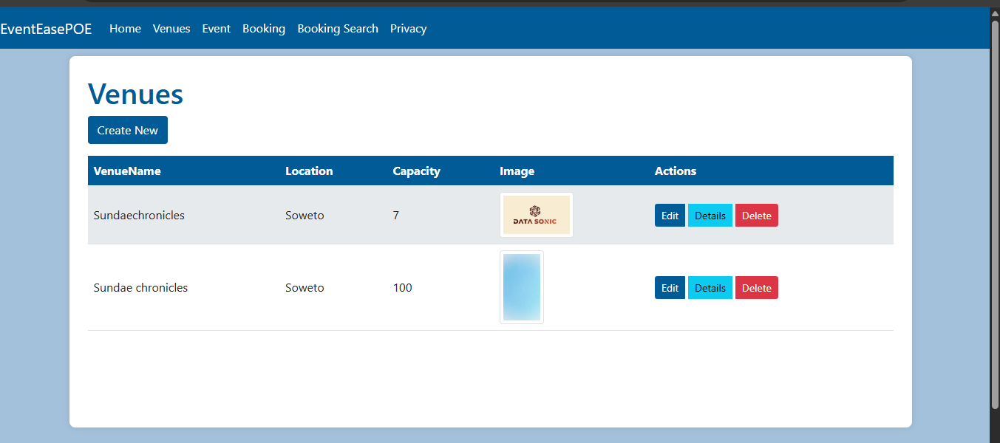 EventEasePOE Home Venues Event Booking Booking Search Privacy
Venues
Create New
VenueName Location Capacity Image Actions
Sundaechronicles Soweto 7 DATA SONIC Edit Details Delete
Sundae chronicles Soweto 100 Edit Details Delete